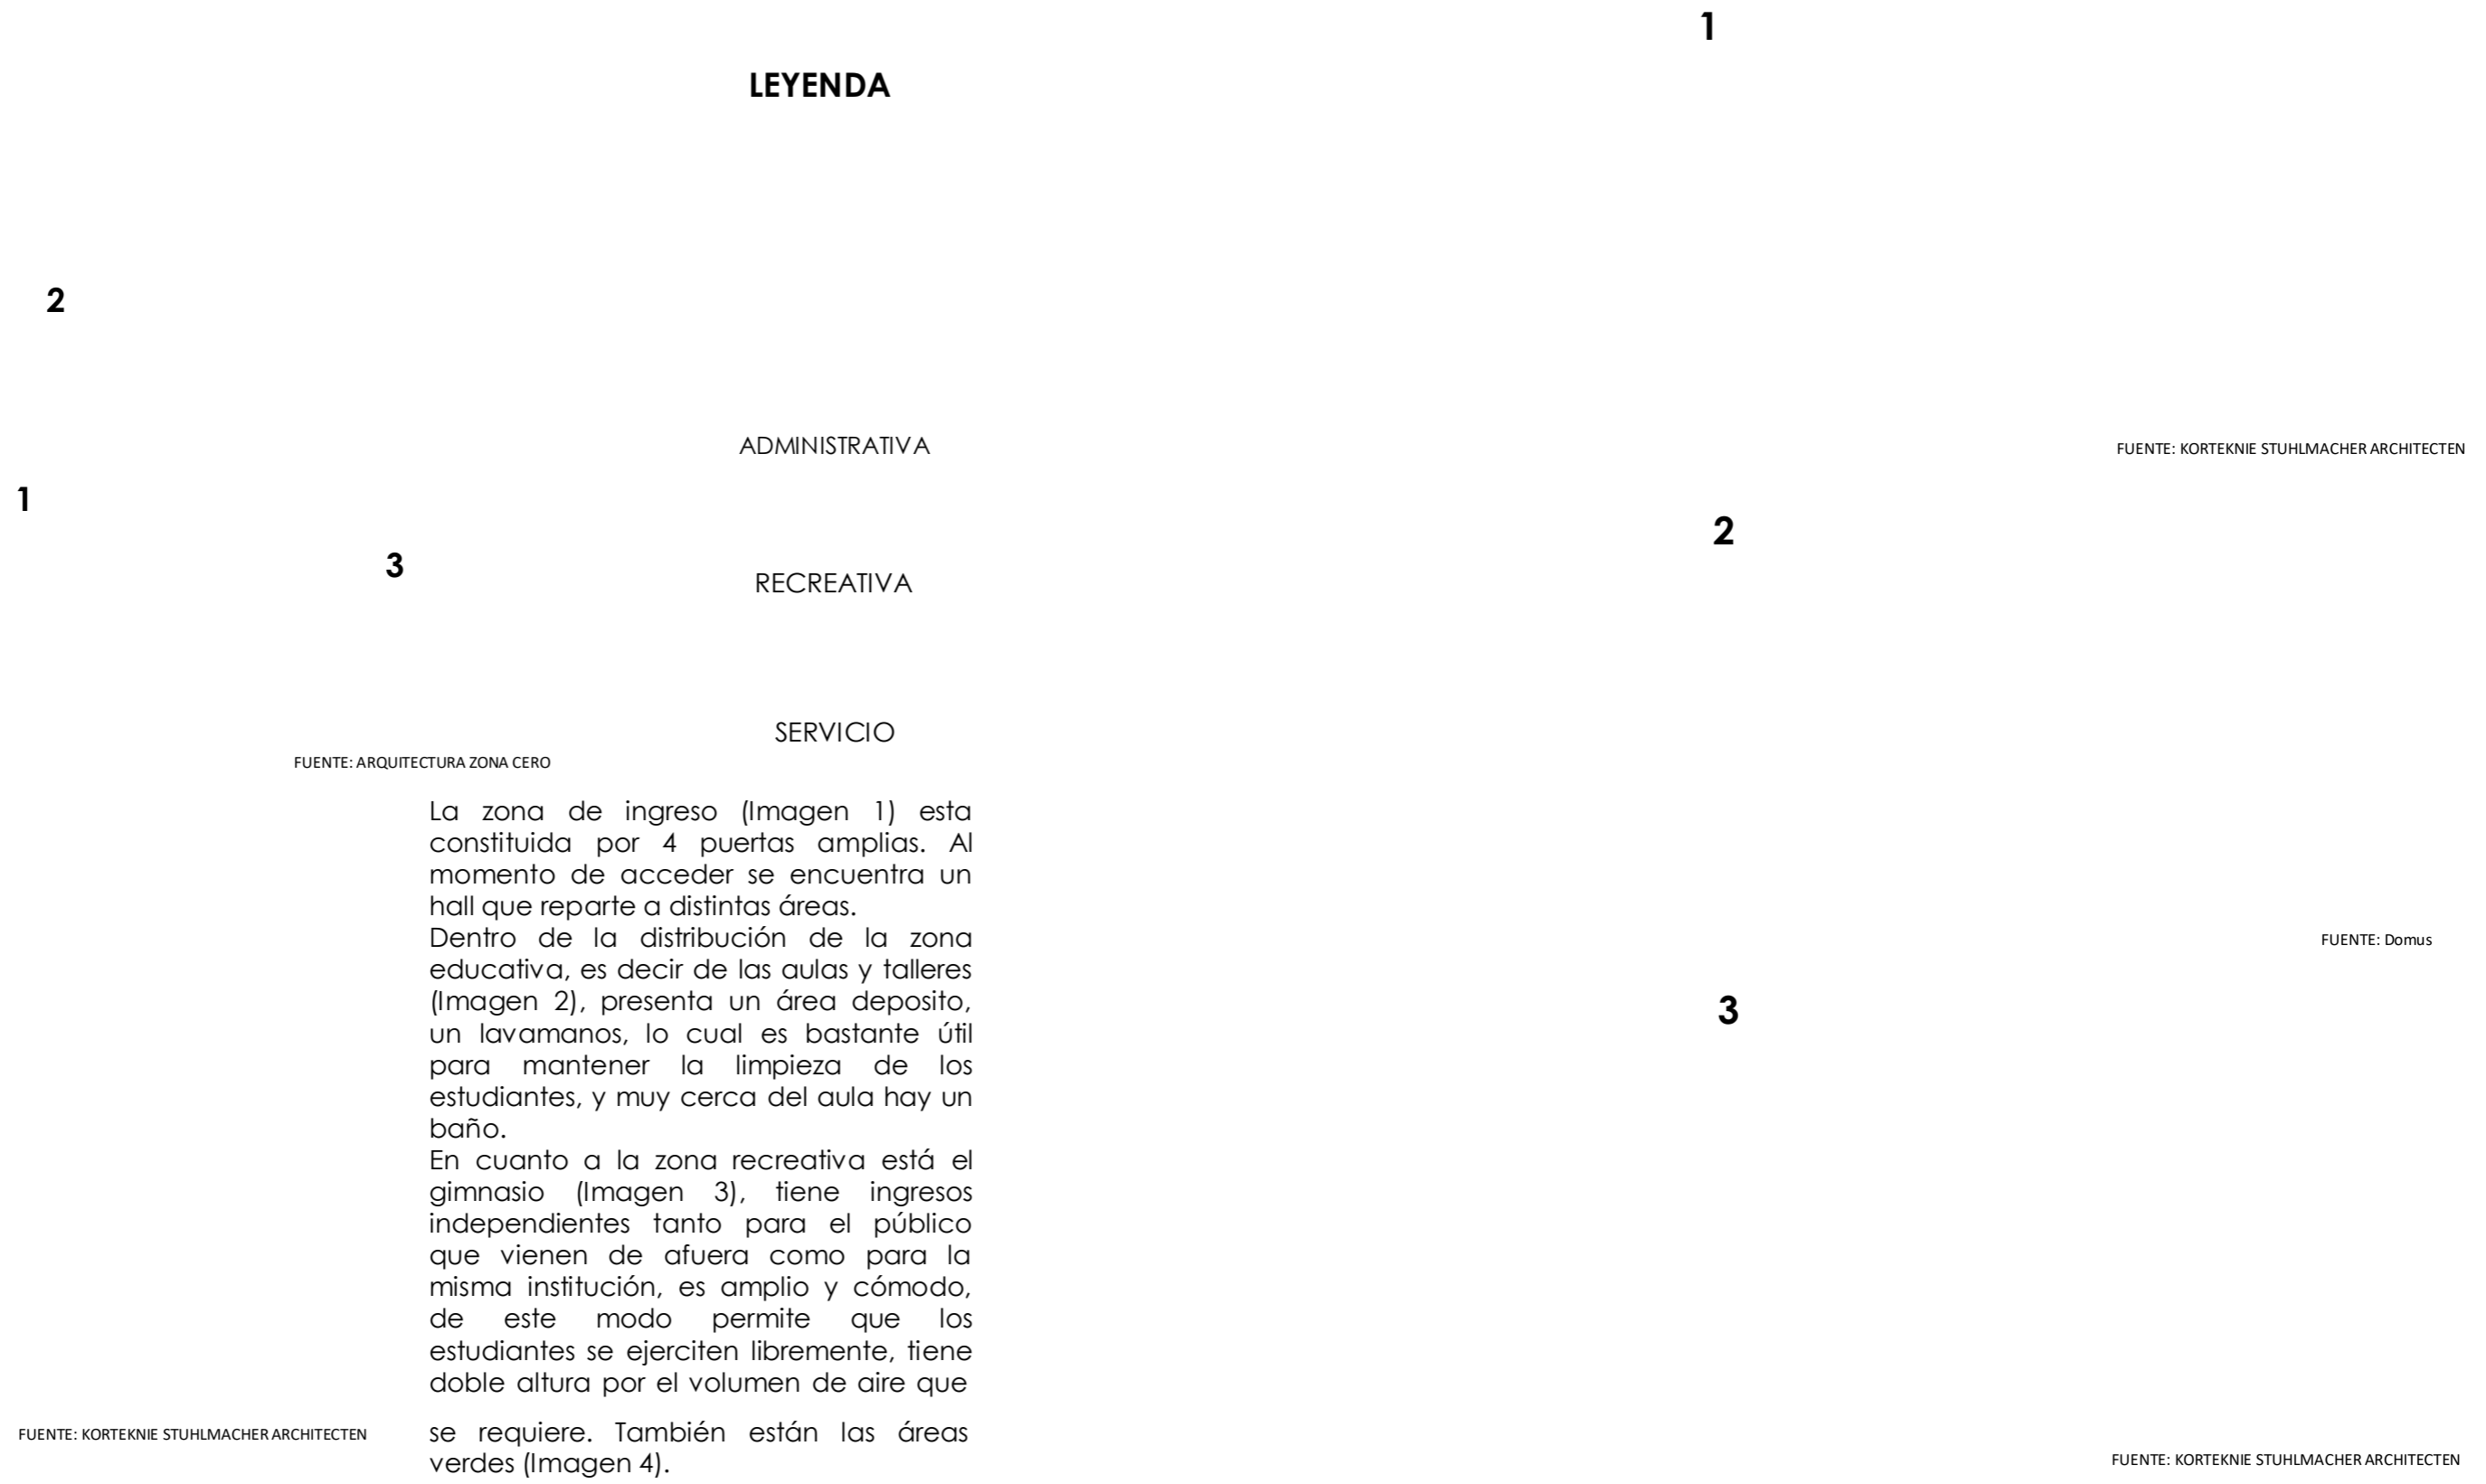 1
LEYENDA
2
ADMINISTRATIVA
FUENTE: KORTEKNIE STUHLMACHER ARCHITECTEN
1
2
3
RECREATIVA
SERVICIO
FUENTE: ARQUITECTURA ZONA CERO
La zona de ingreso (Imagen 1) esta
constituida por 4 puertas amplias. Al
momento de acceder se encuentra un
hall que reparte a distintas áreas.
Dentro de la distribución de la zona
educativa, es decir de las aulas y talleres
(Imagen 2), presenta un área deposito,
un lavamanos, lo cual es bastante útil
para mantener la limpieza de los
estudiantes, y muy cerca del aula hay un
baño.
En cuanto a la zona recreativa está el
gimnasio (Imagen 3), tiene ingresos
independientes tanto para el público
que vienen de afuera como para la
misma institución, es amplio y cómodo,
de este modo permite que los
estudiantes se ejerciten libremente, tiene
doble altura por el volumen de aire que
se requiere. También están las áreas
verdes (Imagen 4).
FUENTE: KORTEKNIE STUHLMACHER ARCHITECTEN
FUENTE: Domus
3
FUENTE: KORTEKNIE STUHLMACHER ARCHITECTEN